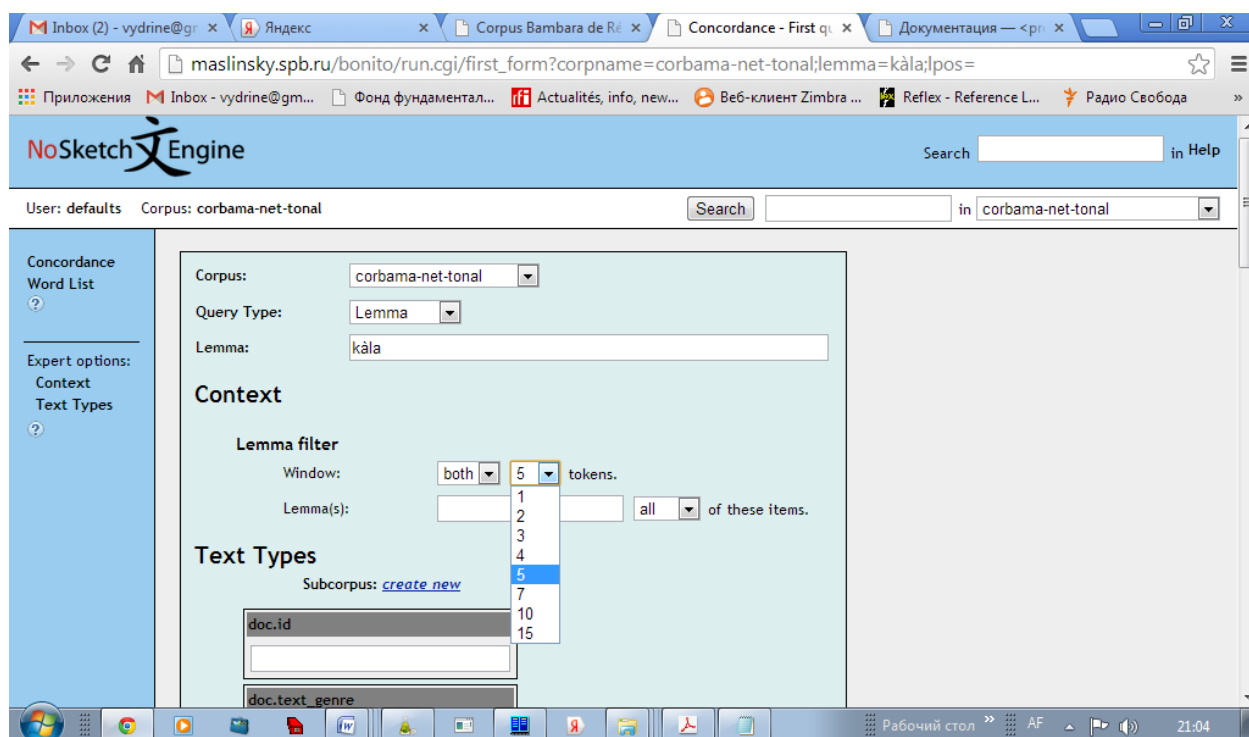 Inbox (2) - vydrine@gr
Яндекс
Corpus Bambara de Ré
Concordance - First qu
Документация — <pro
maslinsky.spb.ru/bonito/run.cgi/first_form?corpname=corbama-net-tonal;lemma=kàla;lpos=
Приложения
Inbox - vydrine@gm...
Фонд фундаментал...
Actualités, info, new...
Веб-клиент Zimbra ...
Reflex - Reference L...
Радио Свобода
»
NoSketch Engine
Search in Help
User: defaults Corpus: corbama-net-tonal Search in corbama-net-tonal
Concordance
Word List
?
Expert options:
Context
Text Types
?
Corpus: corbama-net-tonal
Query Type: Lemma
Lemma: kàla
Context
Lemma filter
Window: both 5 tokens.
Lemma(s): all of these items.
1
2
3
4
5
7
10
15
Text Types
Subcorpus: create new
doc.id
doc.text_genre
Рабочий стол » AF 21:04